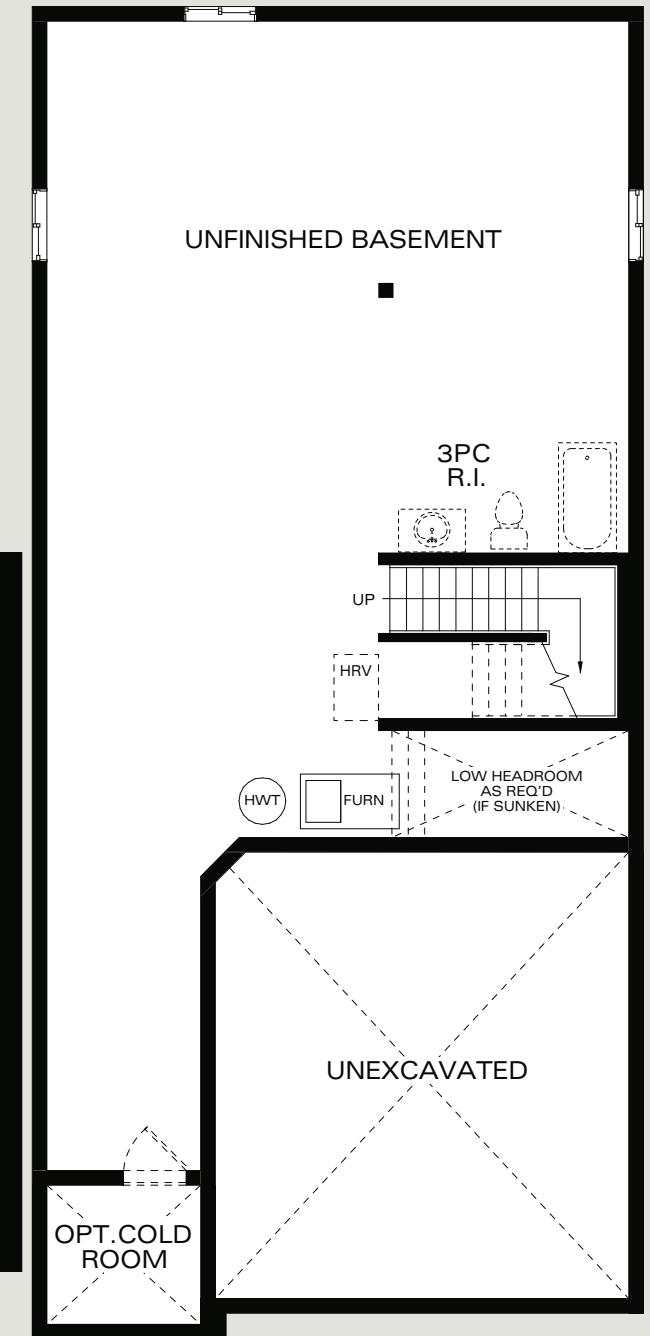 UNFINISHED BASEMENT
3PC
R.I.
UP
HRV
LOW HEADROOM
AS REQ'D
(IF SUNKEN)
HWT
FURN
UNEXCAVATED
OPT.COLD
ROOM